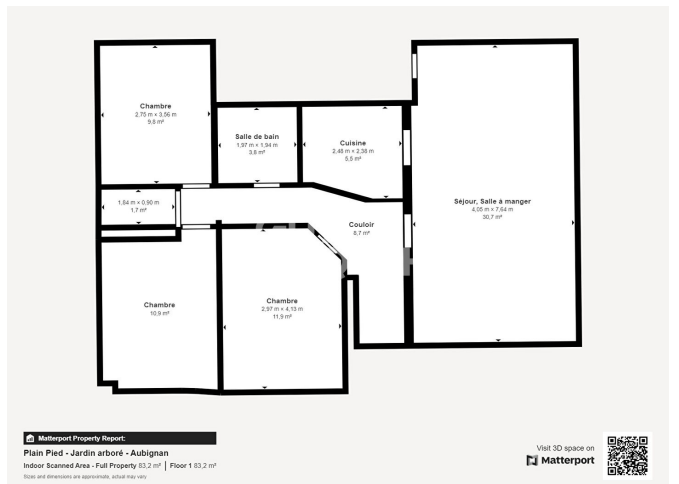 Chambre
2,75 m × 3,56 m
9,8 m²
Salle de bain
1,97 m × 1,94 m
3,8 m²
Cuisine
2,46 m × 2,38 m
5,5 m²
Séjour, Salle à manger
4,05 m × 7,64 m
30,7 m²
1,84 m × 0,90 m
1,7 m²
Couloir
8,7 m²
Chambre
10,9 m²
Chambre
2,97 m × 4,13 m
11,9 m²
Matterport Property Report:
Plain Pied - Jardin arboré - Aubignan
Indoor Scanned Area - Full Property 83,2 m² | Floor 1 83,2 m²
Sizes and dimensions are approximate, actual may vary
Visit 3D space on
Matterport